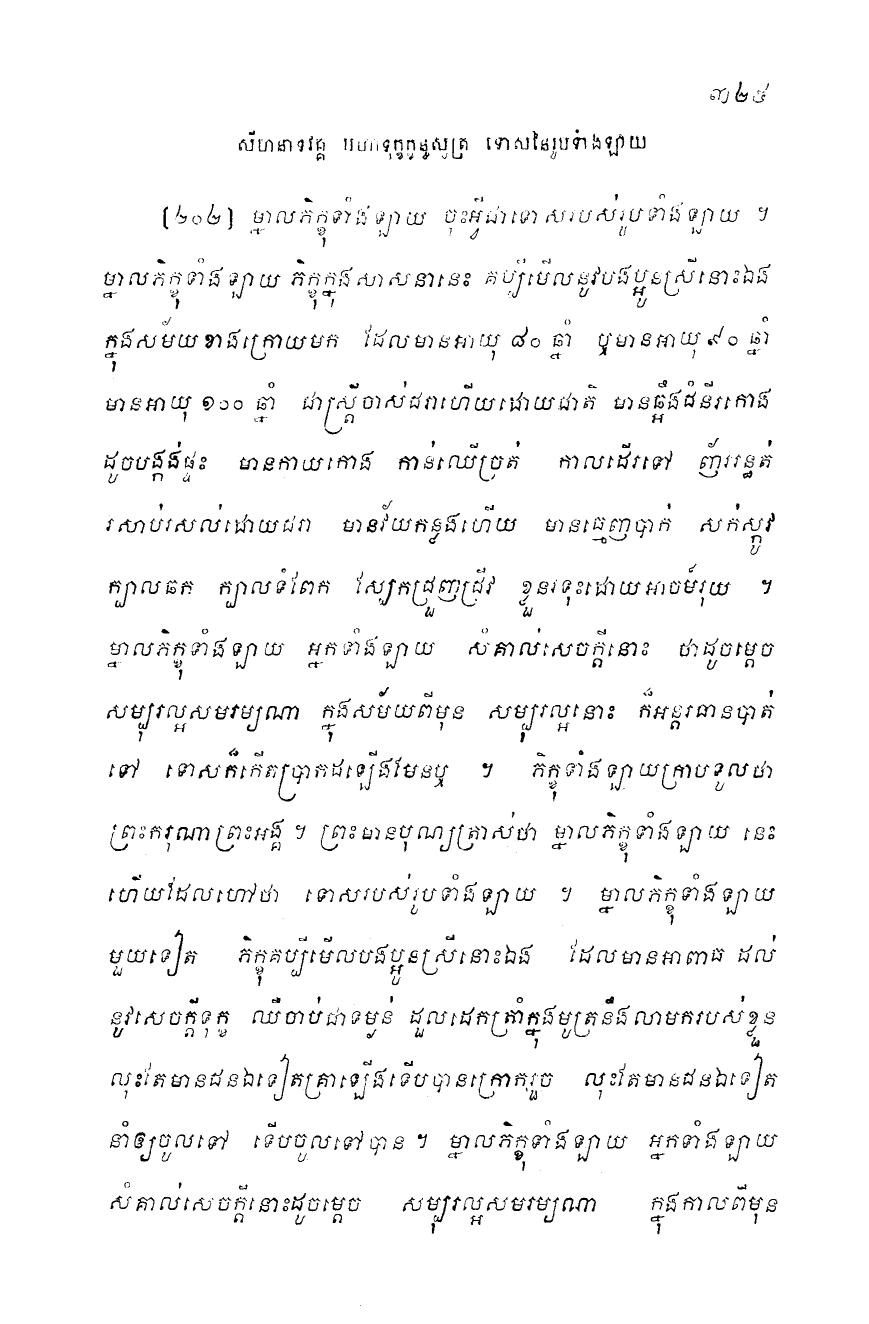 ៣២៥
សីហនាទវគ្គ មហាទុក្ខក្ខន្ធសូត្រ ទោសនៃរូបទាំងឡាយ
[២០២] ម្នាលភិក្ខុទាំងឡាយ ចុះអ្វីជាទោសរបស់រូបទាំងឡាយ ។
ម្នាលភិក្ខុទាំងឡាយ ភិក្ខុក្នុងសាសនានេះ គប្បីមើលនូវបងប្អូនស្រីនោះឯង
ក្នុងសម័យខាងក្រោយមក ដែលមានអាយុ ៨០ ឆ្នាំ ឬមានអាយុ ៩០ ឆ្នាំ
មានអាយុ ១០០ ឆ្នាំ ជាស្ត្រីចាស់ជរាហើយដោយជាតិ មានឆ្អឹងជំនីរកោង
ដូចបង្កង់ផ្ទះ មានកាយកោង កាន់ឈើច្រត់ កាលដើរទៅ ញ័ររន្ធត់
រសាប់រសល់ដោយជរា មានវ័យកន្លងហើយ មានធ្មេញបាក់ សក់ស្កូវ
ក្បាលឆក ក្បាលទំពែក ស្បែកជ្រួញជ្រីវ ខ្លួនរទុះដោយអាចម៍រុយ ។
ម្នាលភិក្ខុទាំងឡាយ អ្នកទាំងឡាយ សំគាល់សេចក្តីនោះ ថាដូចម្តេច
សម្បុរល្អសមរម្យណា ក្នុងសម័យពីមុន សម្បុរល្អនោះ ក៏អន្តរធានបាត់
ទៅ ទោសក៏កើតប្រាកដឡើងមែនឬ ។ ភិក្ខុទាំងឡាយក្រាបទូលថា
ព្រះករុណាព្រះអង្គ ។ ព្រះមានបុណ្យត្រាស់ថា ម្នាលភិក្ខុទាំងឡាយ នេះ
ហើយដែលហៅថា ទោសរបស់រូបទាំងឡាយ ។ ម្នាលភិក្ខុទាំងឡាយ
មួយទៀត ភិក្ខុគប្បីមើលបងប្អូនស្រីនោះឯង ដែលមានអាពាធ ដល់
នូវសេចក្តីទុក្ខ ឈឺចាប់ជាទម្ងន់ ដួលដេកត្រាំក្នុងមូត្រនឹងលាមករបស់ខ្លួន
លុះតែមានជនឯទៀតគ្រាឡើងទើបបានក្រោករួច លុះតែមានជនឯទៀត
នាំឲ្យចូលទៅ ទើបចូលទៅបាន ។ ម្នាលភិក្ខុទាំងឡាយ អ្នកទាំងឡាយ
សំគាល់សេចក្តីនោះដូចម្តេច សម្បុរល្អសមរម្យណា ក្នុងកាលពីមុន